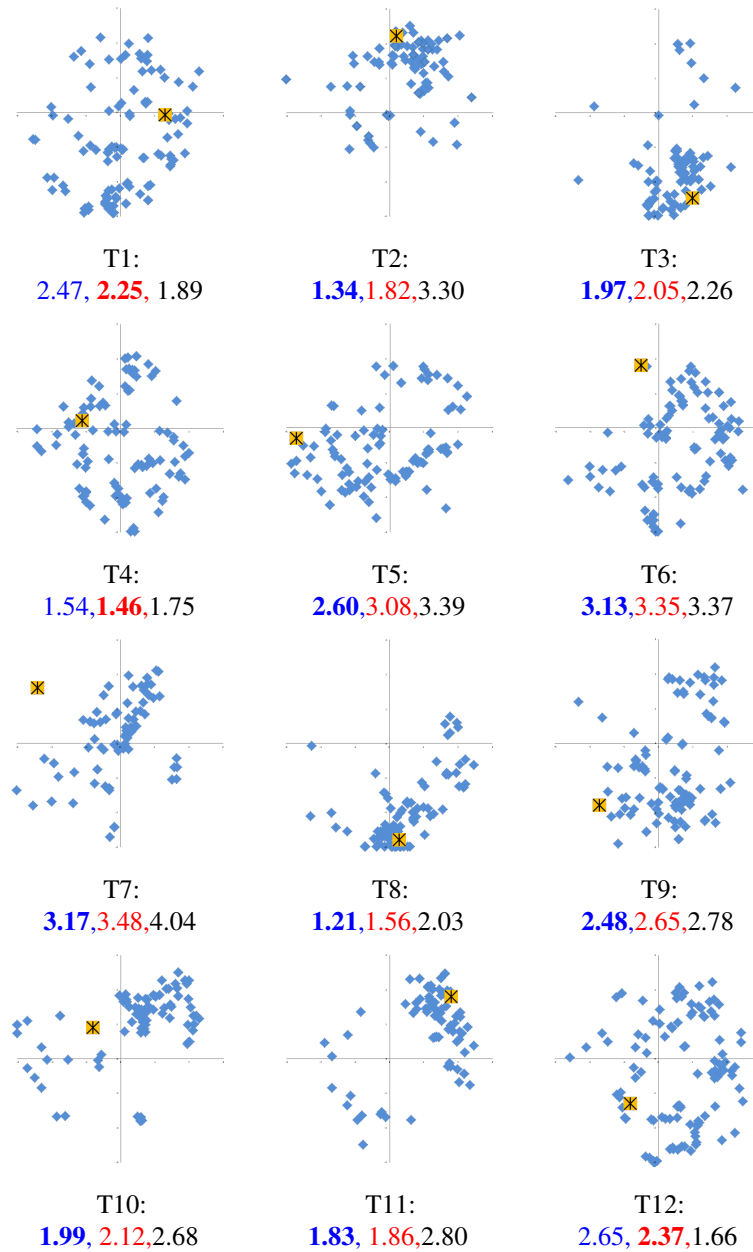 T1:
2.47, 2.25, 1.89
T2:
1.34,1.82,3.30
T3:
1.97,2.05,2.26
T4:
1.54,1.46,1.75
T5:
2.60,3.08,3.39
T6:
3.13,3.35,3.37
T7:
3.17,3.48,4.04
T8:
1.21,1.56,2.03
T9:
2.48,2.65,2.78
T10:
1.99, 2.12,2.68
T11:
1.83, 1.86,2.80
T12:
2.65, 2.37,1.66